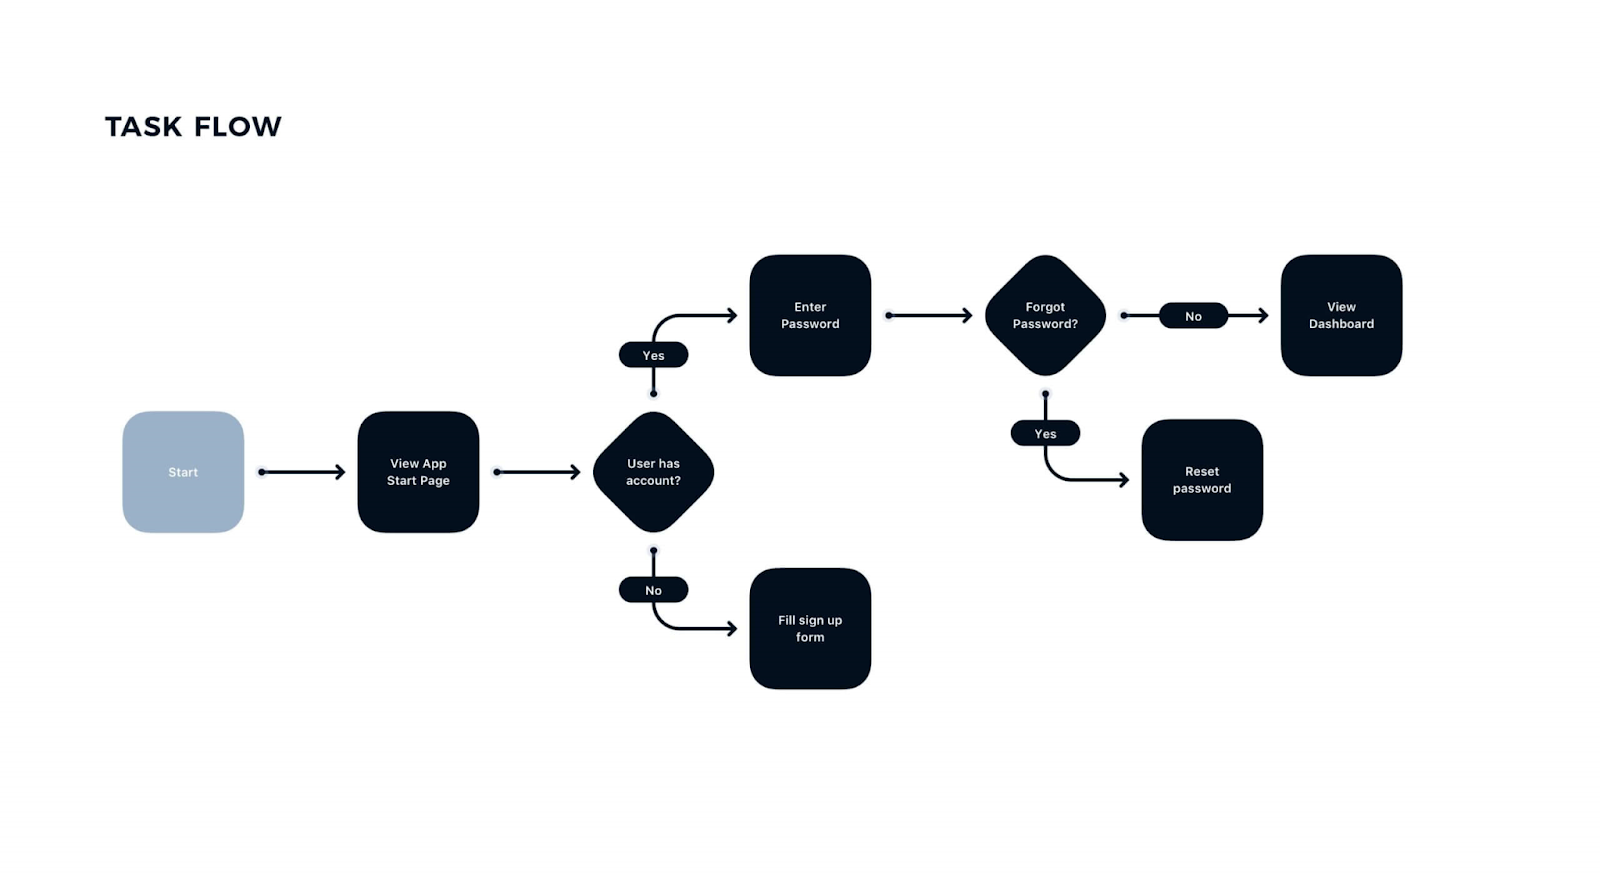 TASK FLOW
Start
View App
Start Page
User has
account?
Yes
Enter
Password
Forgot
Password?
No
View
Dashboard
Yes
Reset
password
No
Fill sign up
form